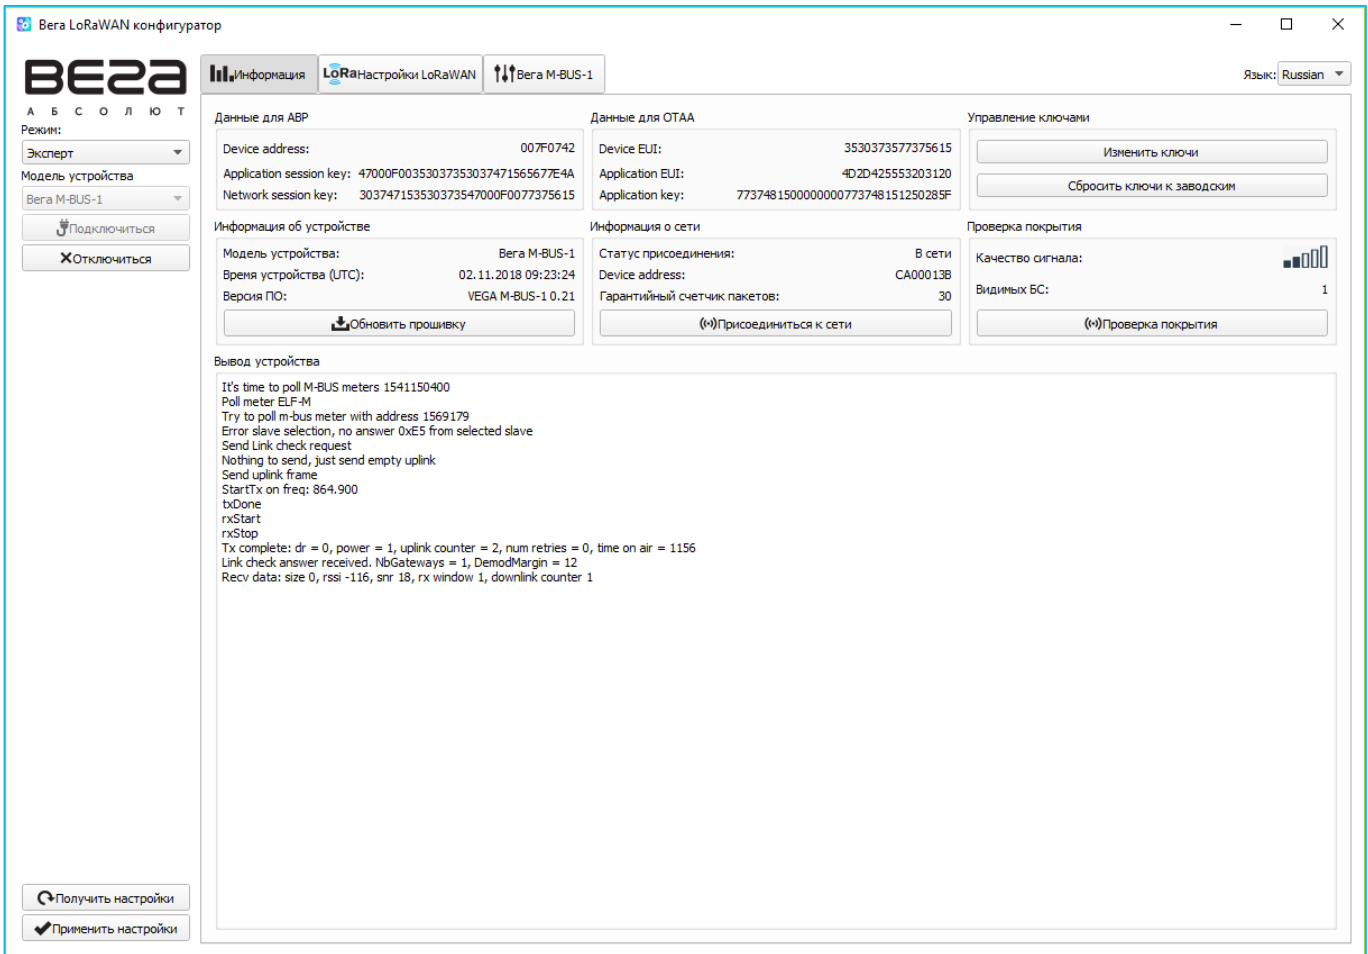 Вега LoRaWAN конфигуратор
ВЕГА
АБСОЛЮТ
Режим:
Эксперт
Модель устройства
Вега M-BUS-1
Подключиться
Отключиться
Информация
LoRa Настройки LoRaWAN
Вега M-BUS-1
Язык: Russian
Данные для ABP
Device address: 007F0742
Application session key: 47000F00353037353037471565677E4A
Network session key: 303747153530373547000F0077375615
Данные для OTAA
Device EUI: 3530373577375615
Application EUI: 4D2D425553203120
Application key: 77374815000000000773748151250285F
Управление ключами
Изменить ключи
Сбросить ключи к заводским
Информация об устройстве
Модель устройства: Вега M-BUS-1
Время устройства (UTC): 02.11.2018 09:23:24
Версия ПО: VEGA M-BUS-1 0.21
Обновить прошивку
Информация о сети
Статус присоединения: В сети
Device address: CA00013B
Гарантийный счетчик пакетов: 30
Присоединиться к сети
Проверка покрытия
Качество сигнала:
Видимых БС: 1
Проверка покрытия
Вывод устройства
It's time to poll M-BUS meters 1541150400
Poll meter ELF-M
Try to poll m-bus meter with address 1569179
Error slave selection, no answer 0xE5 from selected slave
Send Link check request
Nothing to send, just send empty uplink
Send uplink frame
StartTx on freq: 864.900
txDone
rxStart
rxStop
Tx complete: dr = 0, power = 1, uplink counter = 2, num retries = 0, time on air = 1156
Link check answer received. NbGateways = 1, DemodMargin = 12
Recv data: size 0, rssi -116, snr 18, rx window 1, downlink counter 1
Получить настройки
Применить настройки